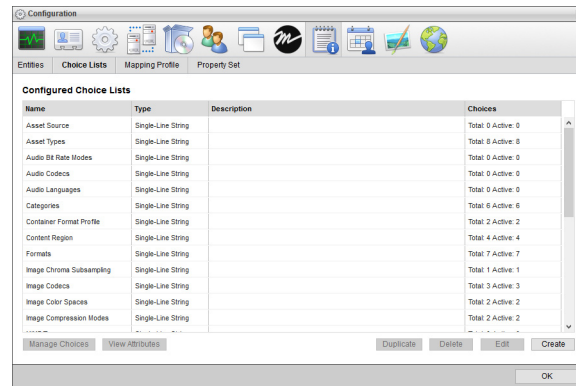 Configuration
Entities Choice Lists Mapping Profile Property Set
Configured Choice Lists
Name Type Description Choices
Asset Source Single-Line String Total: 0 Active: 0
Asset Types Single-Line String Total: 8 Active: 8
Audio Bit Rate Modes Single-Line String Total: 0 Active: 0
Audio Codecs Single-Line String Total: 0 Active: 0
Audio Languages Single-Line String Total: 0 Active: 0
Categories Single-Line String Total: 6 Active: 6
Container Format Profile Single-Line String Total: 2 Active: 2
Content Region Single-Line String Total: 4 Active: 4
Formats Single-Line String Total: 7 Active: 7
Image Chroma Subsampling Single-Line String Total: 1 Active: 1
Image Codecs Single-Line String Total: 3 Active: 3
Image Color Spaces Single-Line String Total: 2 Active: 2
Image Compression Modes Single-Line String Total: 2 Active: 2
Manage Choices View Attributes Duplicate Delete Edit Create
OK